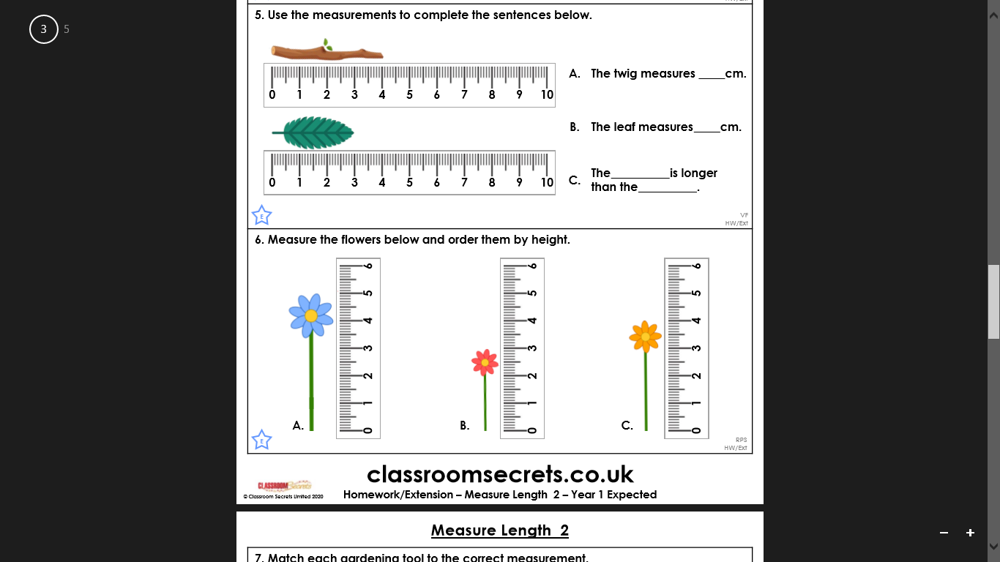 HW/Ext
3 5
5. Use the measurements to complete the sentences below.
A. The twig measures ____cm.
0 1 2 3 4 5 6 7 8 9 10
B. The leaf measures____cm.
0 1 2 3 4 5 6 7 8 9 10
C. The_________is longer
than the_________.
E
VF
HW/Ext
6. Measure the flowers below and order them by height.
6 5 4 3 2 1 0
6 5 4 3 2 1 0
6 5 4 3 2 1 0
A. B. C.
E
RPS
HW/Ext
classroomsecrets.co.uk
CLASSROOM Secrets
© Classroom Secrets Limited 2020
Homework/Extension – Measure Length 2 – Year 1 Expected
Measure Length 2
7. Match each gardening tool to the correct measurement.